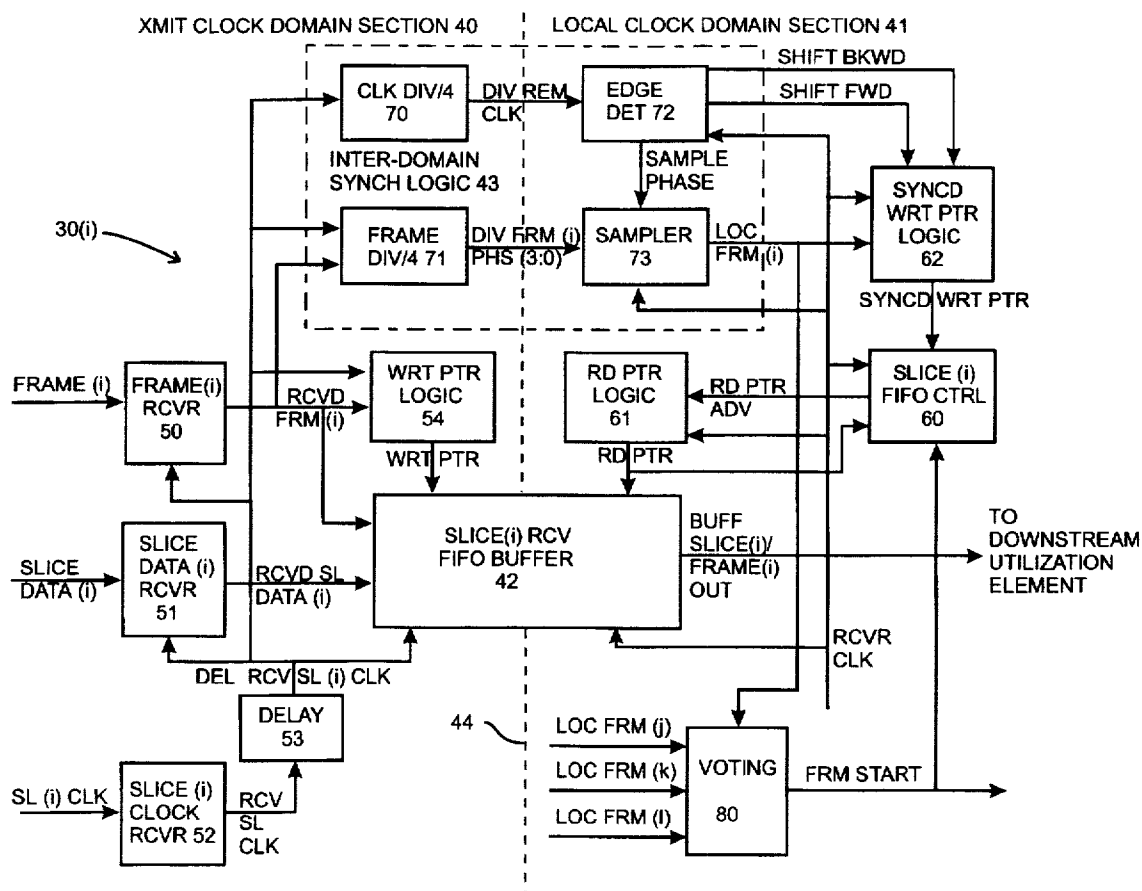 XMIT CLOCK DOMAIN SECTION 40
LOCAL CLOCK DOMAIN SECTION 41
SHIFT BKWD
SHIFT FWD
CLK DIV/4
70
DIV REM
CLK
EDGE
DET 72
INTER-DOMAIN
SYNCH LOGIC 43
SAMPLE
PHASE
SYNCD
WRT PTR
LOGIC
62
30(i)
FRAME
DIV/4 71
DIV FRM (i)
PHS (3:0)
SAMPLER
73
LOC
FRM (i)
SYNCD WRT PTR
FRAME (i)
FRAME(i)
RCVR
50
RCVD
FRM (i)
WRT PTR
LOGIC
54
RD PTR
LOGIC
61
RD PTR
ADV
SLICE (i)
FIFO CTRL
60
WRT PTR
RD PTR
SLICE
DATA (i)
SLICE
DATA (i)
RCVR
51
RCVD SL
DATA (i)
SLICE(i) RCV
FIFO BUFFER
42
BUFF
SLICE(i)/
FRAME(i)
OUT
TO
DOWNSTREAM
UTILIZATION
ELEMENT
RCVR
CLK
DEL RCV SL (i) CLK
DELAY
53
44
LOC FRM (j)
LOC FRM (k)
LOC FRM (l)
VOTING
80
FRM START
SL (i) CLK
SLICE (i)
CLOCK
RCVR 52
RCV
SL
CLK